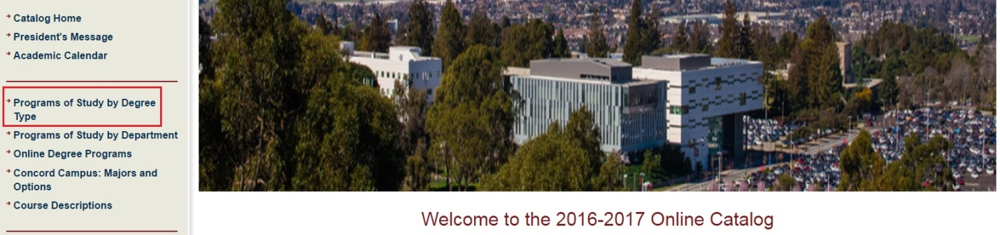 Catalog Home
President's Message
Academic Calendar
Programs of Study by Degree
Type
Programs of Study by Department
Online Degree Programs
Concord Campus: Majors and
Options
Course Descriptions
Welcome to the 2016-2017 Online Catalog